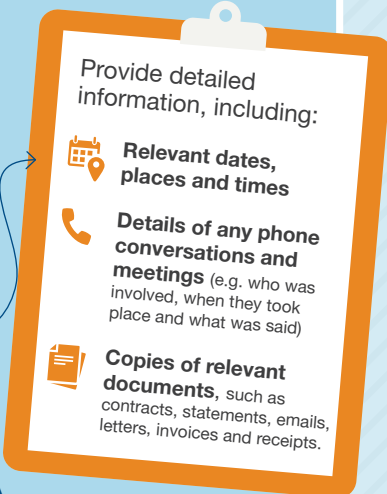 Provide detailed
information, including:
Relevant dates,
places and times
Details of any phone
conversations and
meetings (e.g. who was
involved, when they took
place and what was said)
Copies of relevant
documents, such as
contracts, statements, emails,
letters, invoices and receipts.